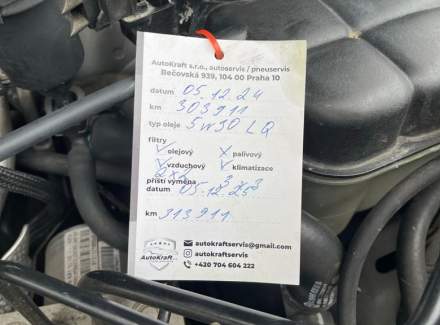 AutoKraft s.r.o., autoservis / pneuservis
Bečovská 939, 104 00 Praha 10
datum 05.12.24
km 303911
typ oleje 5W30 LQ
filtry
olejový palivový
vzduchový klimatizace
2x2
příští výměna
datum 05.12.25
km 313911
autokraftservis@gmail.com
autokraftservis
+420 704 604 222
AutoKraft